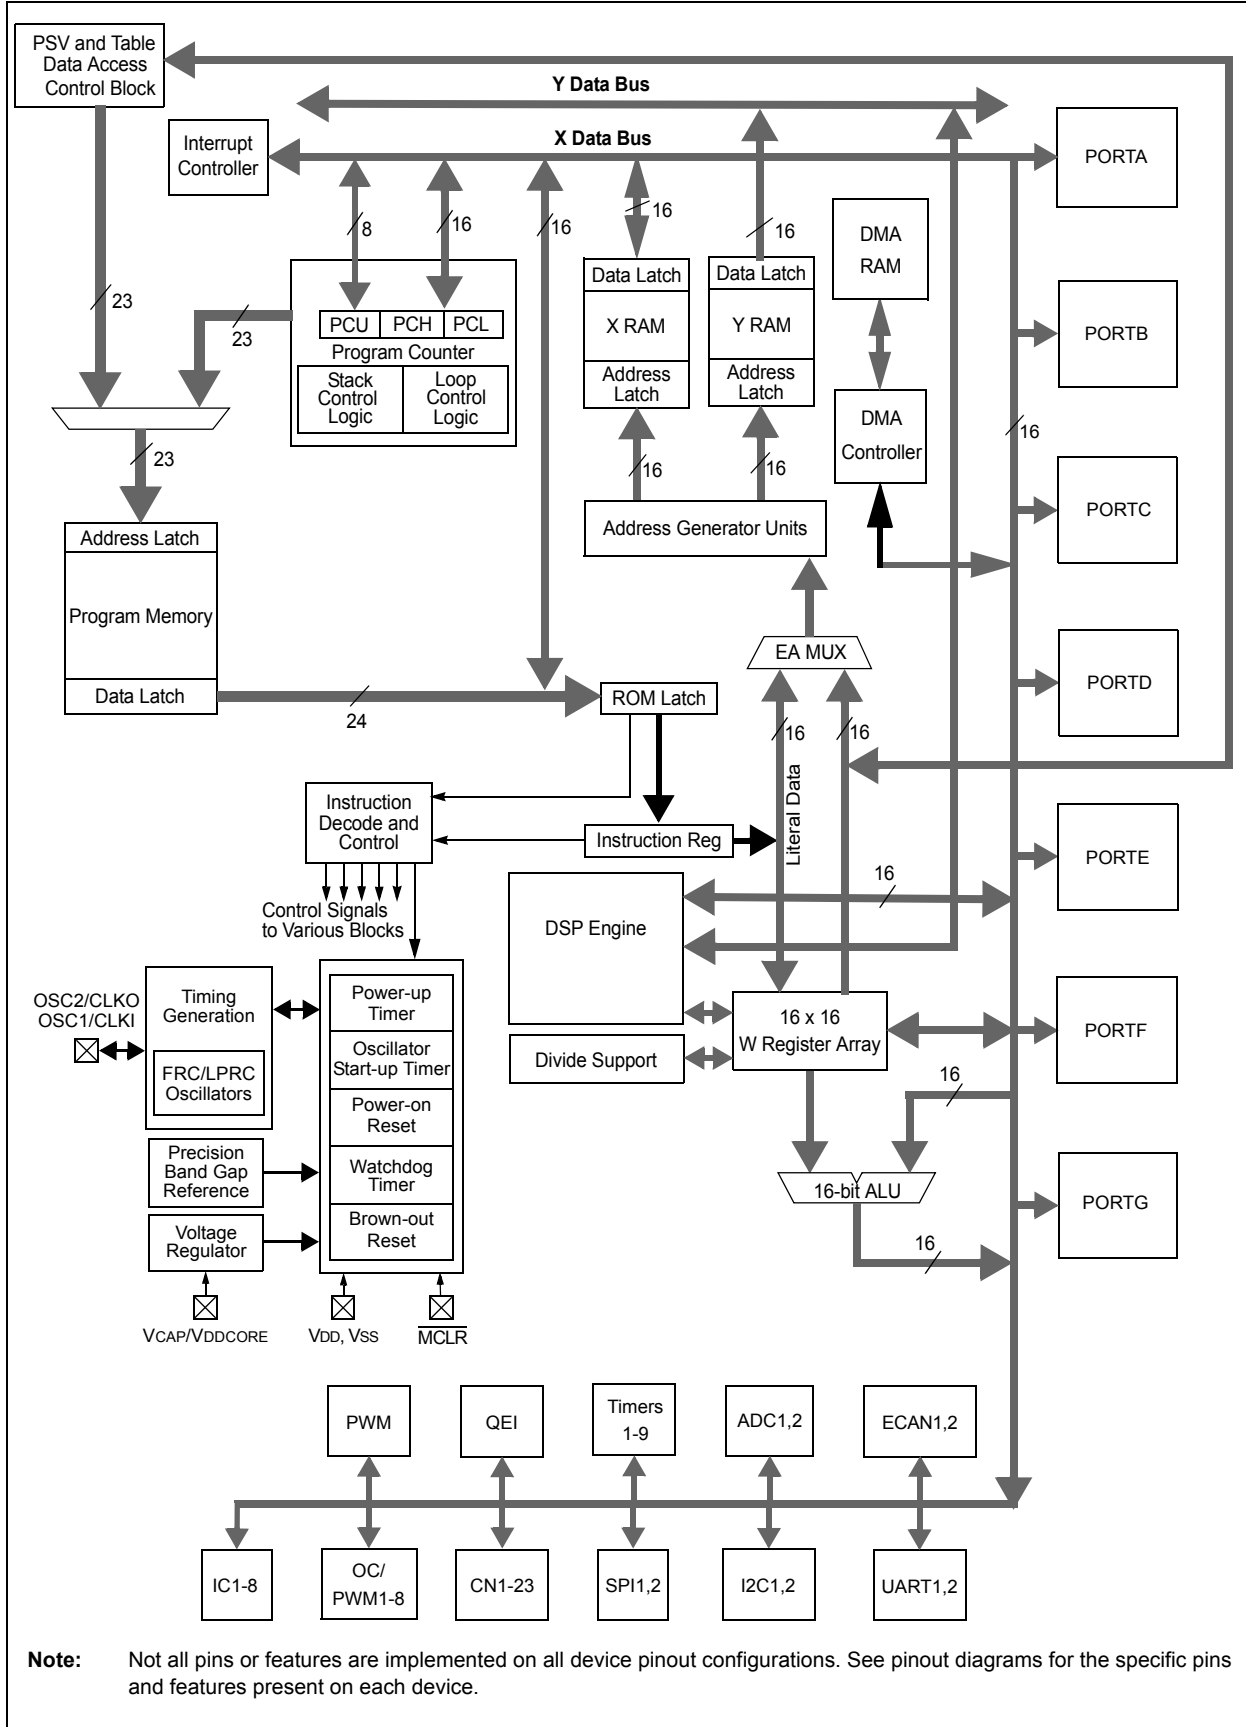 PSV and Table
Data Access
Control Block
Y Data Bus
X Data Bus
Interrupt
Controller
PORTA
8
16
16
16
16
DMA
RAM
23
23
Data Latch
X RAM
Address
Latch
Data Latch
Y RAM
Address
Latch
PORTB
PCU
PCH
PCL
Program Counter
Stack
Control
Logic
Loop
Control
Logic
DMA
Controller
16
23
16
16
PORTC
Address Latch
Program Memory
Data Latch
Address Generator Units
EA MUX
PORTD
24
ROM Latch
16
16
Literal Data
Instruction
Decode and
Control
Instruction Reg
PORTE
16
Control Signals
to Various Blocks
DSP Engine
OSC2/CLKO
OSC1/CLKI
Timing
Generation
FRC/LPRC
Oscillators
Power-up
Timer
Oscillator
Start-up Timer
Power-on
Reset
Watchdog
Timer
Brown-out
Reset
16 x 16
W Register Array
Divide Support
PORTF
16
Precision
Band Gap
Reference
16-bit ALU
PORTG
Voltage
Regulator
16
VCAP/VDDCORE
VDD, VSS
MCLR
PWM
QEI
Timers
1-9
ADC1,2
ECAN1,2
IC1-8
OC/
PWM1-8
CN1-23
SPI1,2
I2C1,2
UART1,2
Note: Not all pins or features are implemented on all device pinout configurations. See pinout diagrams for the specific pins
and features present on each device.